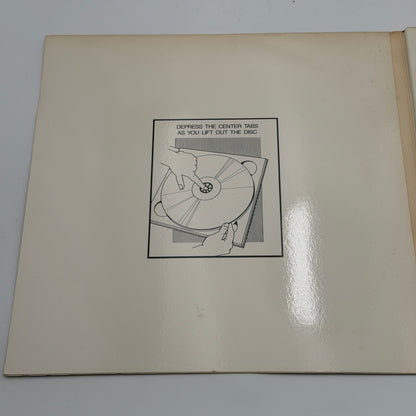 DEPRESS THE CENTER TABS
AS YOU LIFT OUT THE DISC